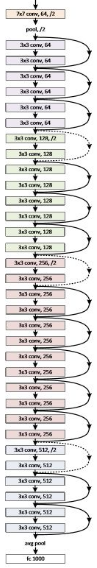 7x7 conv, 64, /2
pool, /2
3x3 conv, 64
3x3 conv, 64
3x3 conv, 64
3x3 conv, 64
3x3 conv, 64
3x3 conv, 64
3x3 conv, 128, /2
3x3 conv, 128
3x3 conv, 128
3x3 conv, 128
3x3 conv, 128
3x3 conv, 128
3x3 conv, 128
3x3 conv, 128
3x3 conv, 256, /2
3x3 conv, 256
3x3 conv, 256
3x3 conv, 256
3x3 conv, 256
3x3 conv, 256
3x3 conv, 256
3x3 conv, 256
3x3 conv, 256
3x3 conv, 256
3x3 conv, 256
3x3 conv, 256
3x3 conv, 512, /2
3x3 conv, 512
3x3 conv, 512
3x3 conv, 512
3x3 conv, 512
3x3 conv, 512
avg pool
fc 1000